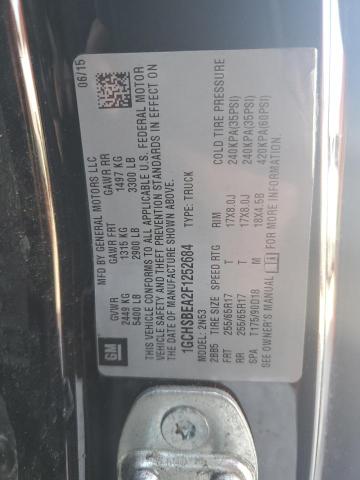 GM
MFD BY GENERAL MOTORS LLC
06/15
GVWR GAWR FRT GAWR RR
2449 KG 1315 KG 1497 KG
5400 LB 2900 LB 3300 LB
THIS VEHICLE CONFORMS TO ALL APPLICABLE U.S. FEDERAL MOTOR
VEHICLE SAFETY AND THEFT PREVENTION STANDARDS IN EFFECT ON
THE DATE OF MANUFACTURE SHOWN ABOVE.
1GCHSBEA2F1252684 TYPE: TRUCK
MODEL: 2N53
2BB5 TIRE SIZE SPEED RTG RIM COLD TIRE PRESSURE
FRT 255/65R17 T 17X8.0J 240KPA(35PSI)
RR 255/65R17 T 17X8.0J 240KPA(35PSI)
SPA T175/90D18 M 18X4.5B 420KPA(60PSI)
SEE OWNER'S MANUAL FOR MORE INFORMATION.